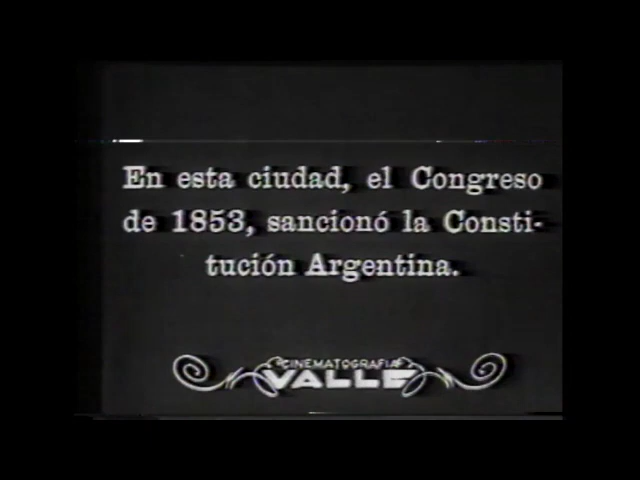 En esta ciudad, el Congreso
de 1853, sancionó la Consti-
tución Argentina.
CINEMATOGRAFIA
VALLE